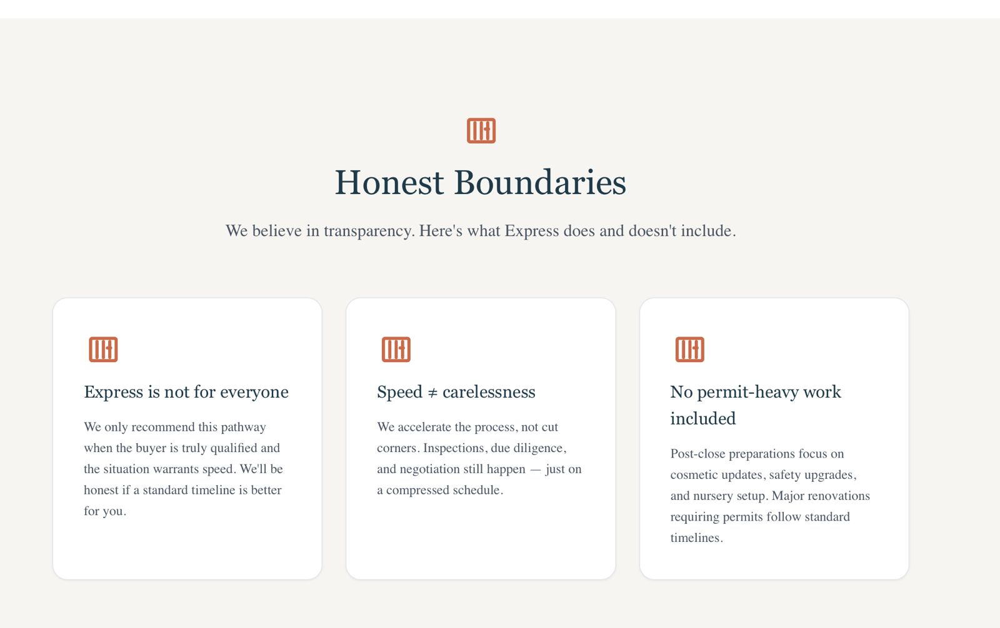 Honest Boundaries
We believe in transparency. Here's what Express does and doesn't include.
Express is not for everyone
We only recommend this pathway
when the buyer is truly qualified and
the situation warrants speed. We'll be
honest if a standard timeline is better
for you.
Speed ≠ carelessness
We accelerate the process, not cut
corners. Inspections, due diligence,
and negotiation still happen — just on
a compressed schedule.
No permit-heavy work
included
Post-close preparations focus on
cosmetic updates, safety upgrades,
and nursery setup. Major renovations
requiring permits follow standard
timelines.